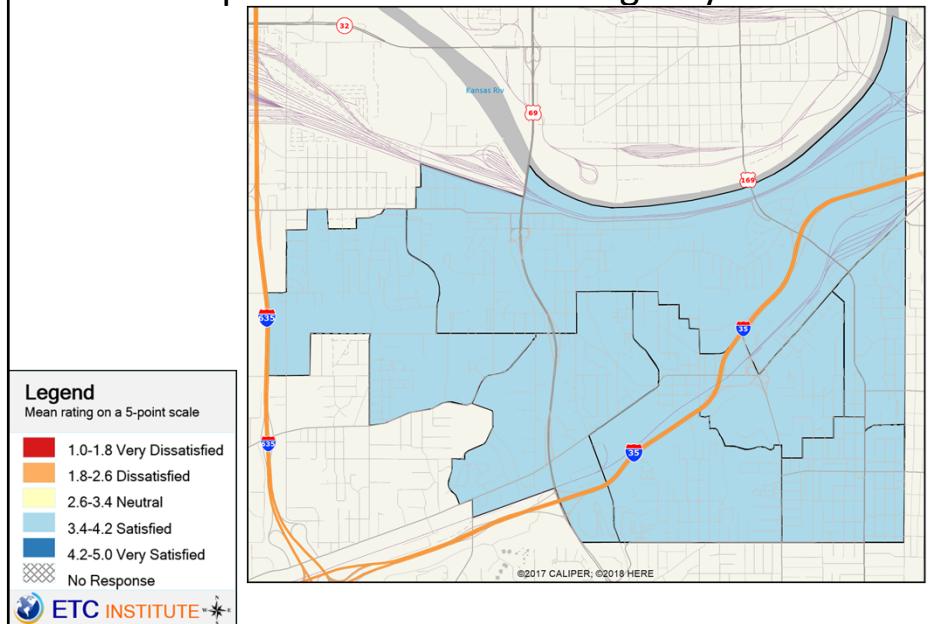 32
Kansas Riv
69
169
635
35
635
35
©2017 CALIPER; ©2018 HERE
Legend
Mean rating on a 5-point scale
1.0-1.8 Very Dissatisfied
1.8-2.6 Dissatisfied
2.6-3.4 Neutral
3.4-4.2 Satisfied
4.2-5.0 Very Satisfied
No Response
ETC INSTITUTE